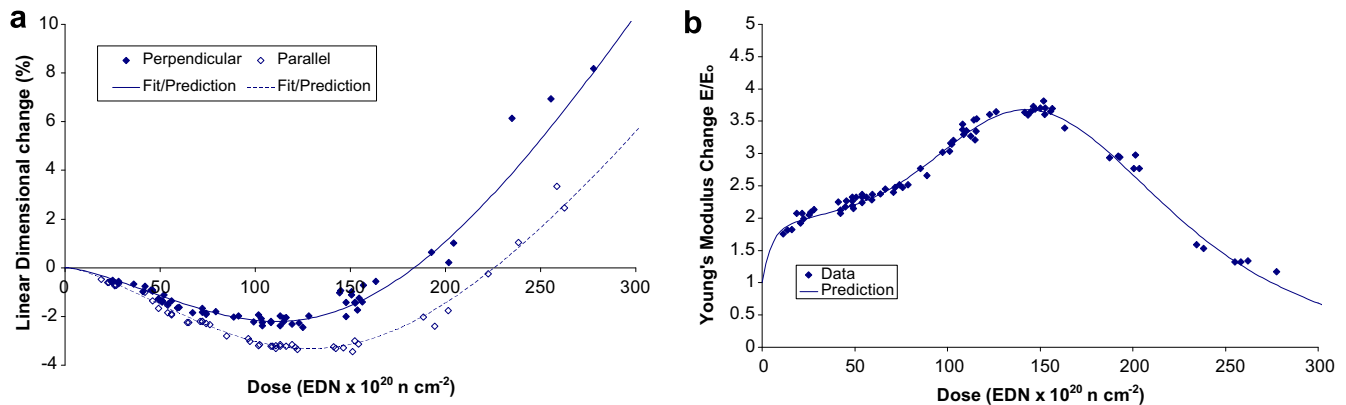 a
Linear Dimensional change (%)
10
8
6
4
2
0
-2
-4
Perpendicular Parallel
Fit/Prediction Fit/Prediction
0 50 100 150 200 250 300
Dose (EDN x 10²⁰ n cm⁻²)
b
Young's Modulus Change E/Eo
5
4.5
4
3.5
3
2.5
2
1.5
1
0.5
0
Data
Prediction
0 50 100 150 200 250 300
Dose (EDN x 10²⁰ n cm⁻²)